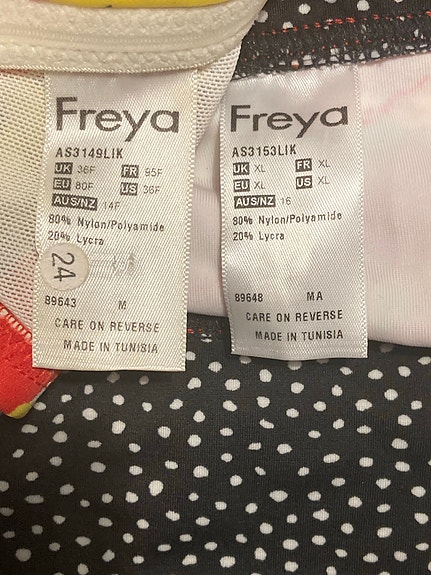 Freya
AS3149LIK
UK 36F FR 95F
EU 80F US 36F
AUS/NZ 14F
80% Nylon/Polyamide
20% Lycra
24
89643 M
CARE ON REVERSE
MADE IN TUNISIA
Freya
AS3153LIK
UK XL FR XL
EU XL US XL
AUS/NZ 16
80% Nylon/Polyamide
20% Lycra
89648 MA
CARE ON REVERSE
MADE IN TUNISIA